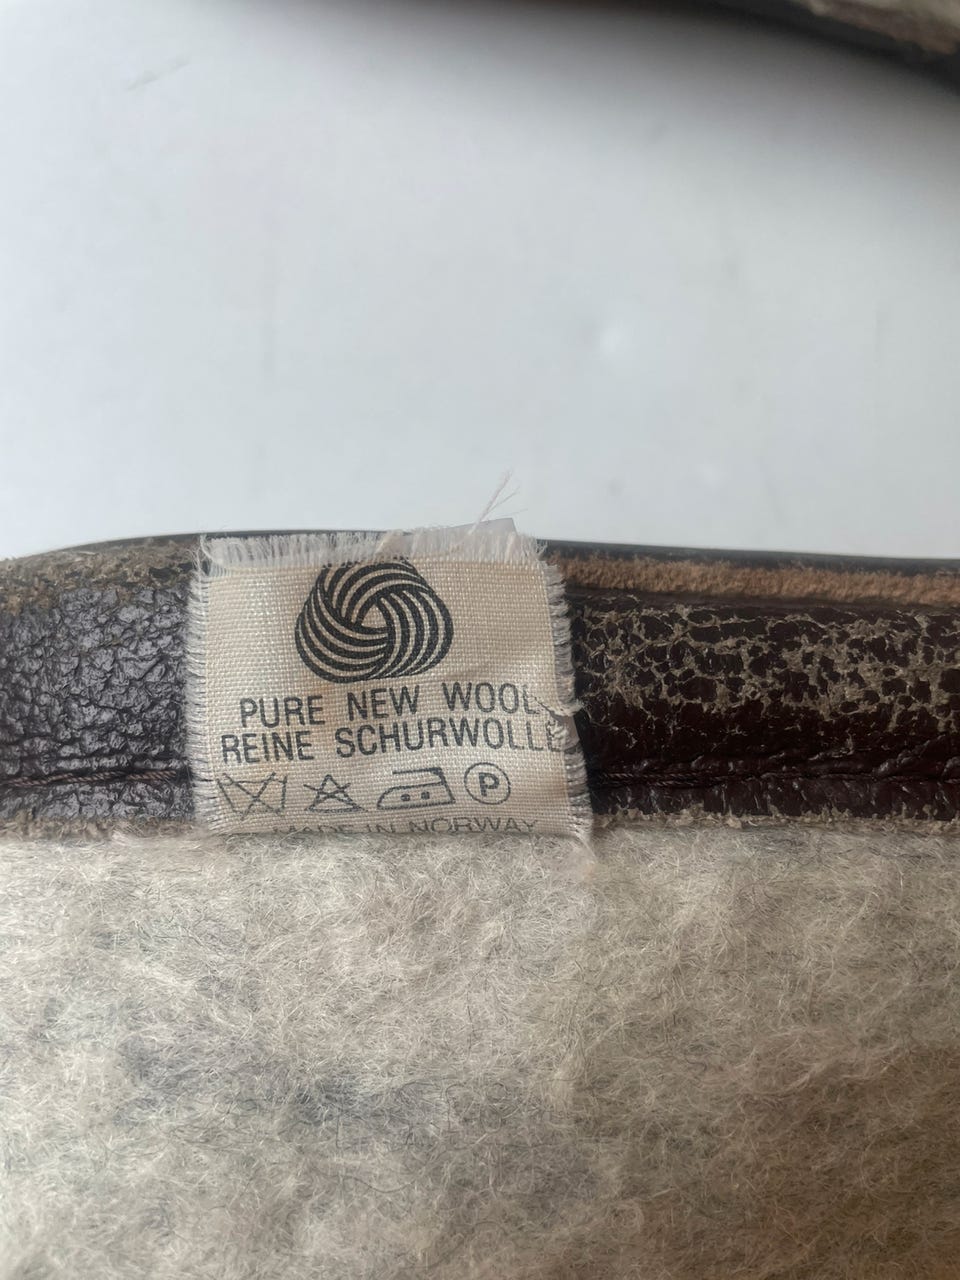 PURE NEW WOOL
REINE SCHURWOLLE
P
MADE IN NORWAY